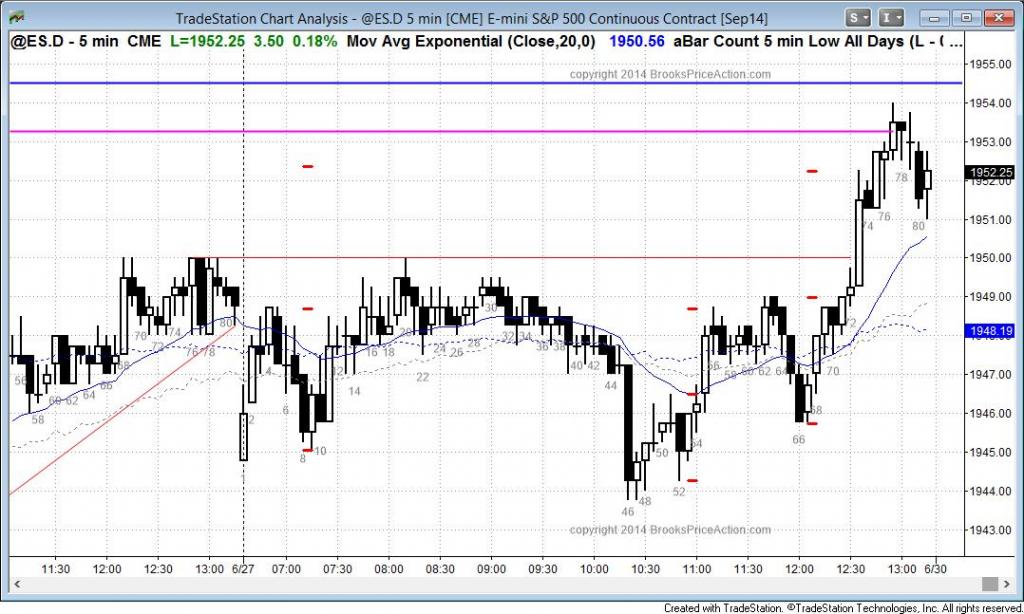 TradeStation Chart Analysis - @ES.D 5 min [CME] E-mini S&P 500 Continuous Contract [Sep14]
S I
@ES.D - 5 min CME L=1952.25 3.50 0.18% Mov Avg Exponential (Close,20,0) 1950.56 aBar Count 5 min Low All Days (L - ...
copyright 2014 BrooksPriceAction.com
1955.00
1954.00
1953.00
1952.25
1952.00
1951.00
1950.00
1949.00
1948.19
1947.00
1946.00
1945.00
1944.00
1943.00
78
74 76 80
70 72 74 76 78 80
20 30
16 18 22 24 26 28 32 34 36 38
56 58 60 62 64 66 68
2 4 6 8 10 12 14
40 42 44 46 48 50 52 54
56 58 60 62 64 66 68 70 72
1
copyright 2014 BrooksPriceAction.com
11:30 12:00 12:30 13:00 6/27 07:00 07:30 08:00 08:30 09:00 09:30 10:00 10:30 11:00 11:30 12:00 12:30 13:00 6/30
Created with TradeStation. ©TradeStation Technologies, Inc. All rights reserved.